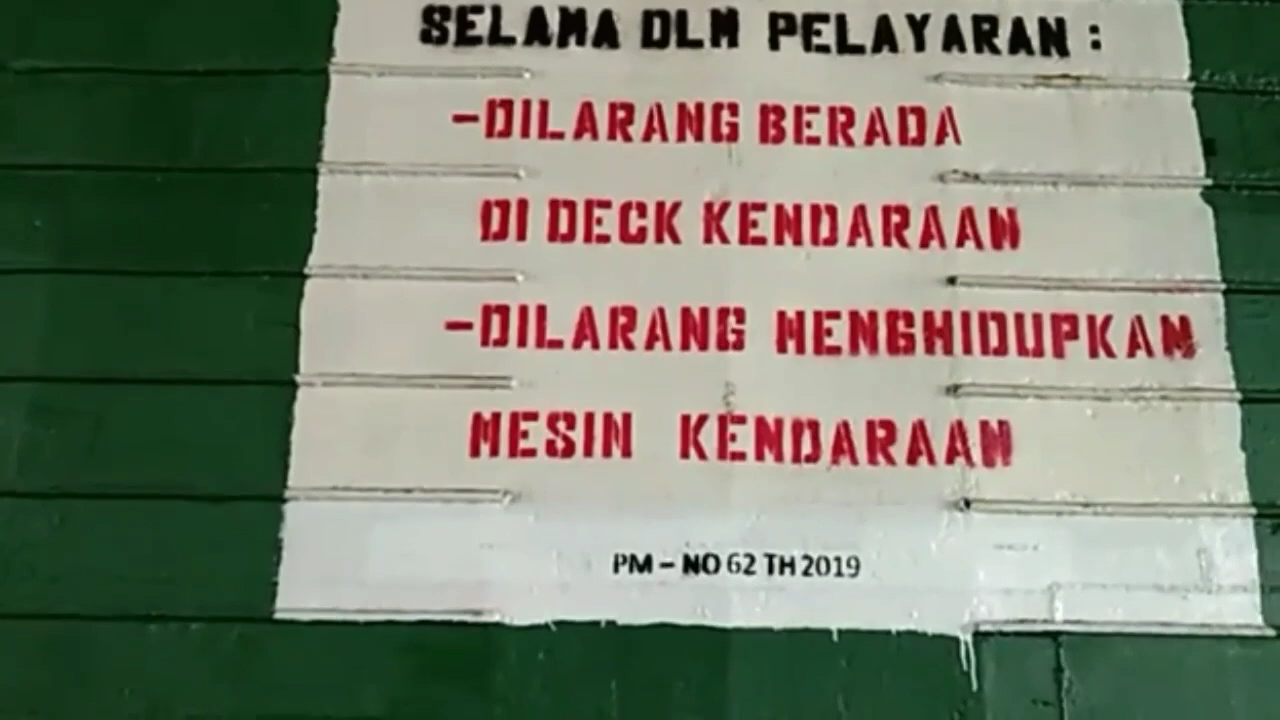 SELAMA DLM PELAYARAN :
-DILARANG BERADA
DI DECK KENDARAAN
-DILARANG MENGHIDUPKAN
MESIN KENDARAAN
PM - NO 62 TH 2019